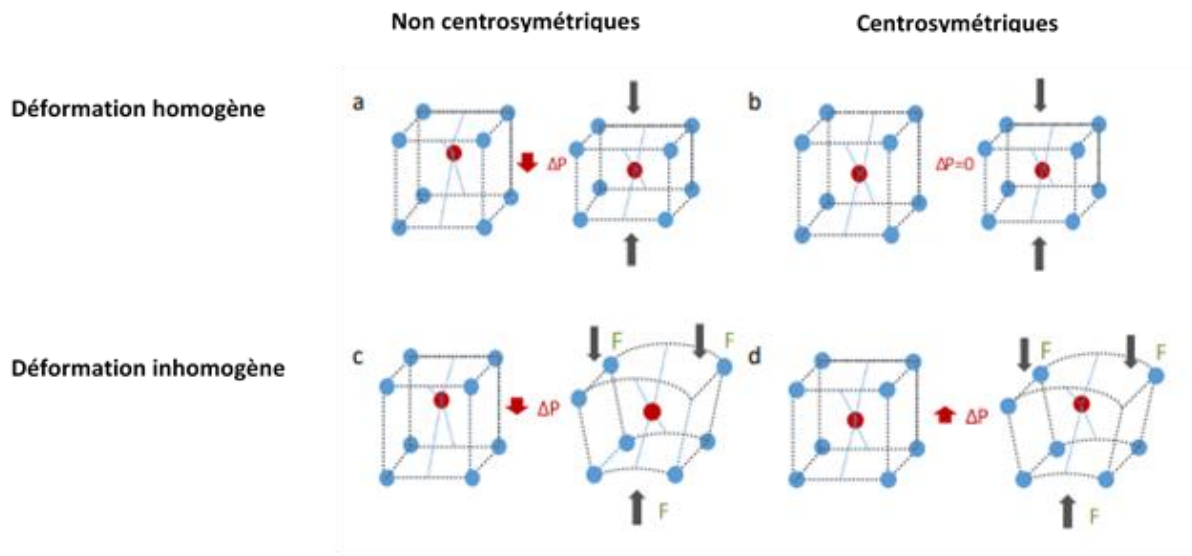 Non centrosymétriques
Centrosymétriques
Déformation homogène
a
ΔP
b
ΔP=0
Déformation inhomogène
c
ΔP
F
F
F
d
ΔP
F
F
F